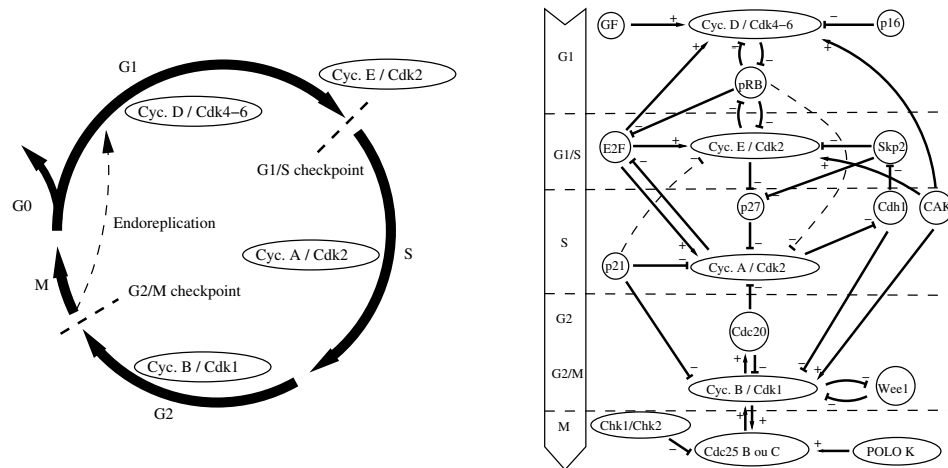 G1
Cyc. E / Cdk2
Cyc. D / Cdk4−6
G1/S checkpoint
G0
Endoreplication
Cyc. A / Cdk2
S
M
G2/M checkpoint
Cyc. B / Cdk1
G2
GF
+
Cyc. D / Cdk4−6
−
p16
G1
+
−
−
+
pRB
−
−
−
G1/S
E2F
+
Cyc. E / Cdk2
−
Skp2
+
−
−
−
−
−
p27
Cdh1
CAK
S
−
−
−
+
p21
−
Cyc. A / Cdk2
−
G2
Cdc20
+
−
−
+
G2/M
−
Cyc. B / Cdk1
−
−
Wee1
M
Chk1/Chk2
+
+
−
Cdc25 B ou C
+
POLO K